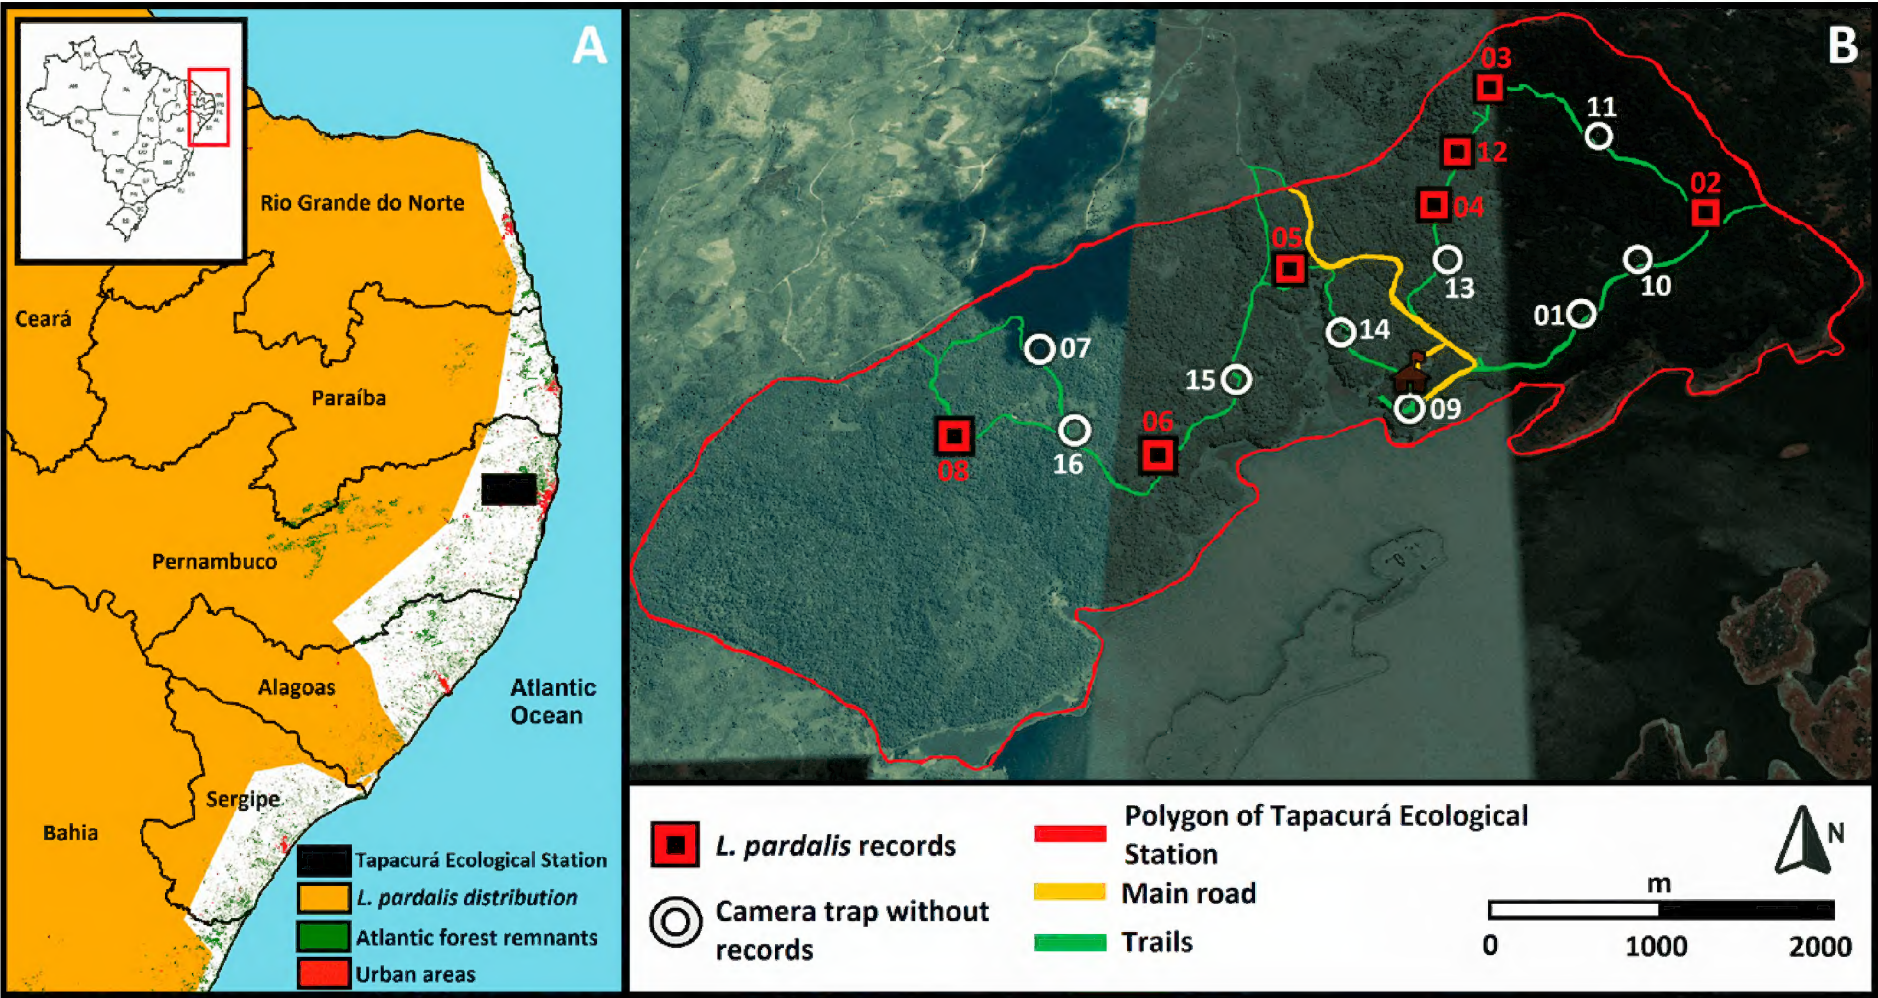 A
Rio Grande do Norte
Ceará
Paraíba
Pernambuco
Alagoas
Atlantic
Ocean
Sergipe
Bahia
Tapacurá Ecological Station
L. pardalis distribution
Atlantic forest remnants
Urban areas
B
03
11
12
02
04
05
13
10
01
14
07
15
09
06
16
08
L. pardalis records
Camera trap without
records
Polygon of Tapacurá Ecological
Station
Main road
Trails
N
m
0 1000 2000